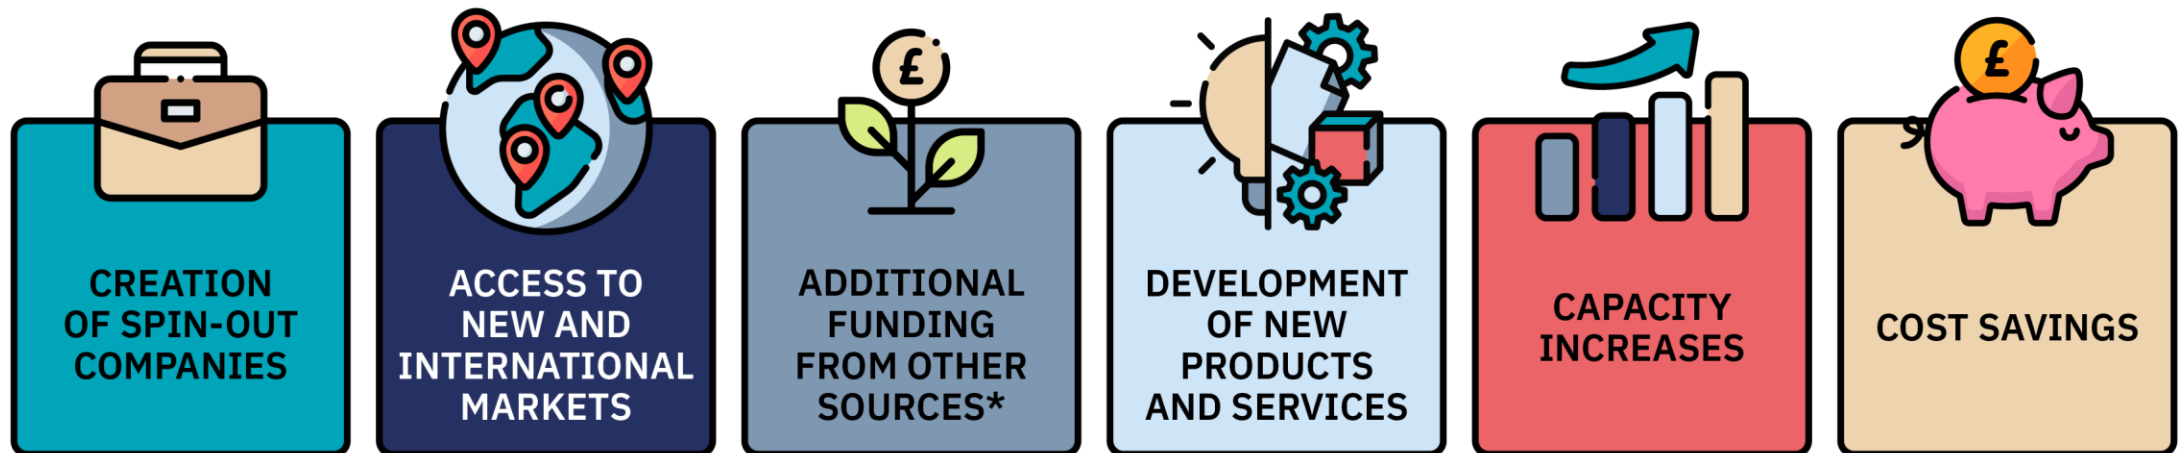 £
£
CREATION
OF SPIN-OUT
COMPANIES
ACCESS TO
NEW AND
INTERNATIONAL
MARKETS
ADDITIONAL
FUNDING
FROM OTHER
SOURCES*
DEVELOPMENT
OF NEW
PRODUCTS
AND SERVICES
CAPACITY
INCREASES
COST SAVINGS